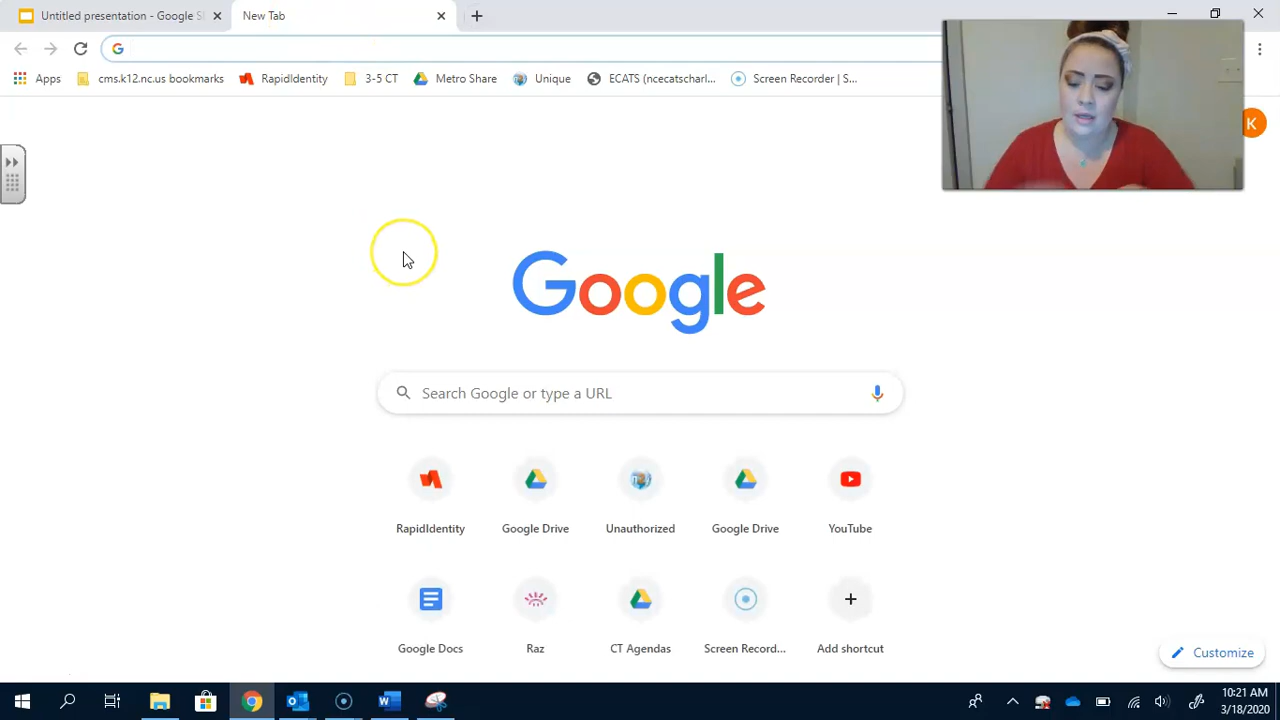 Untitled presentation - Google S
New Tab
Apps
cms.k12.nc.us bookmarks
RapidIdentity
3-5 CT
Metro Share
Unique
ECATS (ncecatscharl...
Screen Recorder | S...
K
Google
Search Google or type a URL
RapidIdentity
Google Drive
Unauthorized
Google Drive
YouTube
Google Docs
Raz
CT Agendas
Screen Record...
Add shortcut
Customize
10:21 AM
3/18/2020